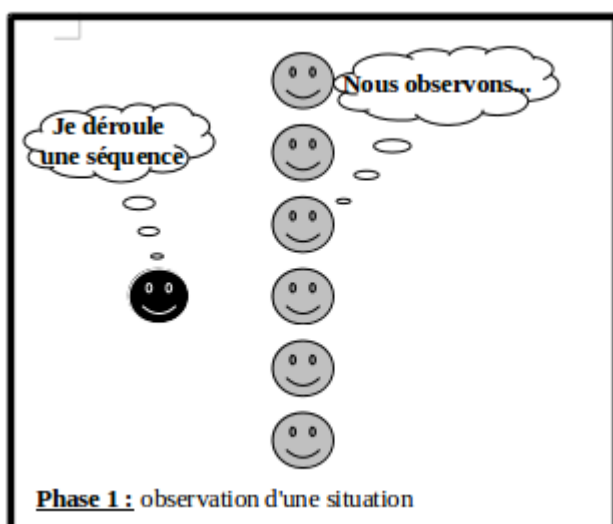 Nous observons...
Je déroule
une séquence
Phase 1 : observation d'une situation